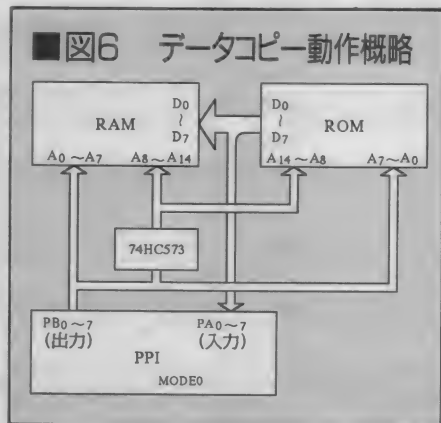 ■図6 データコピー動作概略
RAM
D0
~
D7
A0~A7 A8~A14
D0
~
D7
ROM
A14~A8 A7~A0
74HC573
PB0~7
(出力)
PA0~7
(入力)
PPI
MODE0